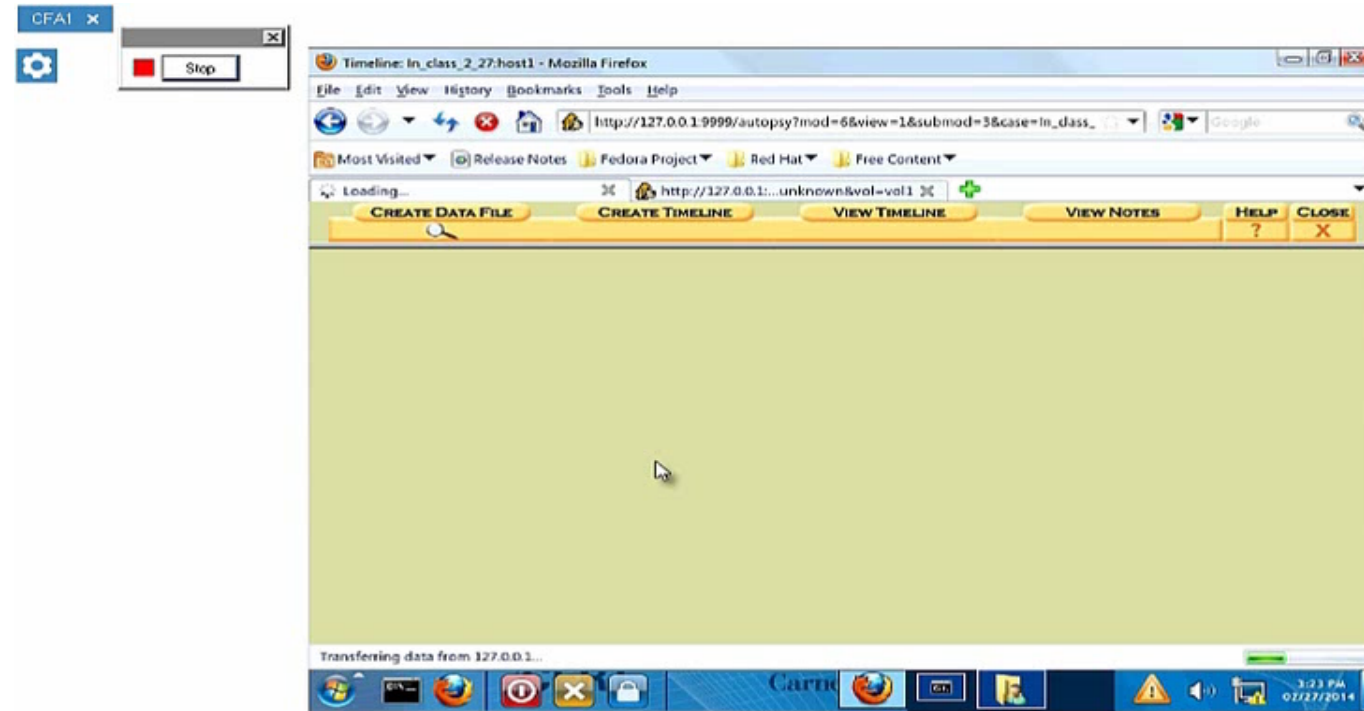 CFA1
Stop
Timeline: In_class_2_27:host1 - Mozilla Firefox
File Edit View History Bookmarks Tools Help
http://127.0.0.1:9999/autopsy?mod=6&view=1&submod=3&case=In_class_
Google
Most Visited Release Notes Fedora Project Red Hat Free Content
Loading... http://127.0.0.1:...unknown&vol=vol1
CREATE DATA FILE CREATE TIMELINE VIEW TIMELINE VIEW NOTES HELP CLOSE
? X
Transferring data from 127.0.0.1...
3:23 PM
02/27/2014